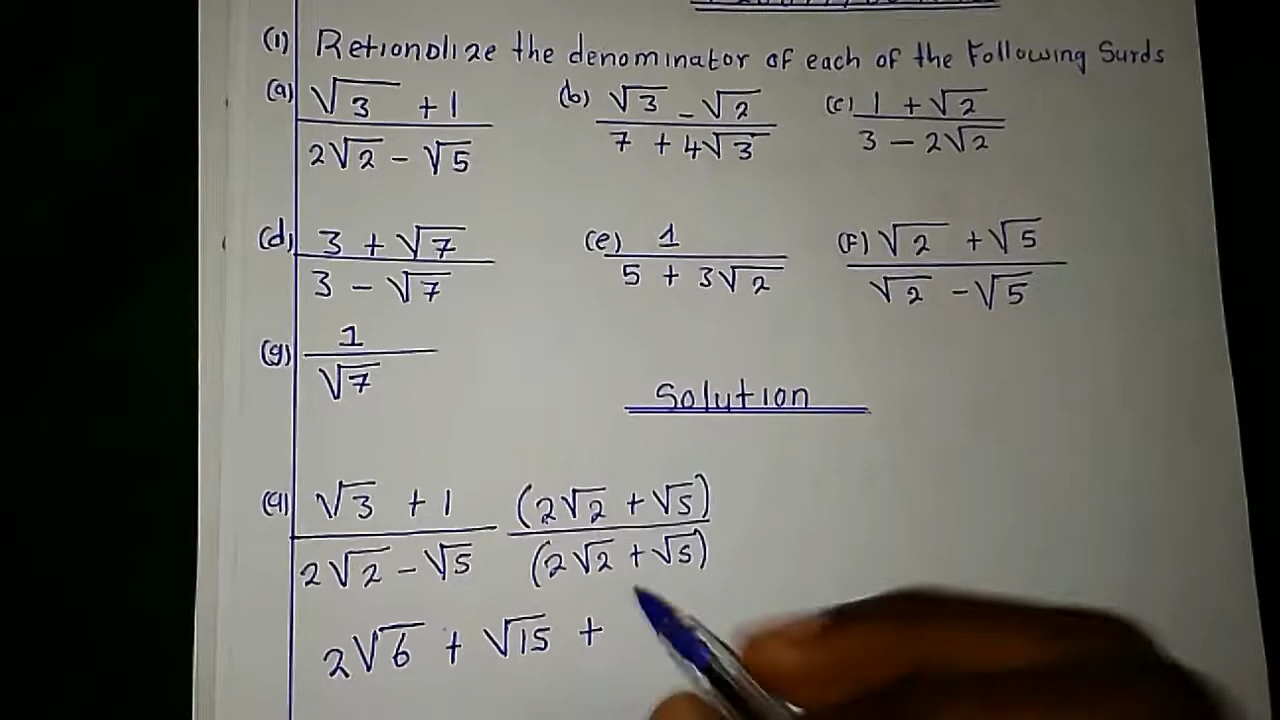 (1) Retionolize the denominator of each of the Following Surds
(a) √3 + 1 (b) √3 - √2 (c) 1 + √2
2√2 - √5 7 + 4√3 3 - 2√2
(d) 3 + √7 (e) 1 (F) √2 + √5
3 - √7 5 + 3√2 √2 - √5
(g) 1
√7
Solution
(a) √3 + 1 (2√2 + √5)
2√2 - √5 (2√2 + √5)
2√6 + √15 +